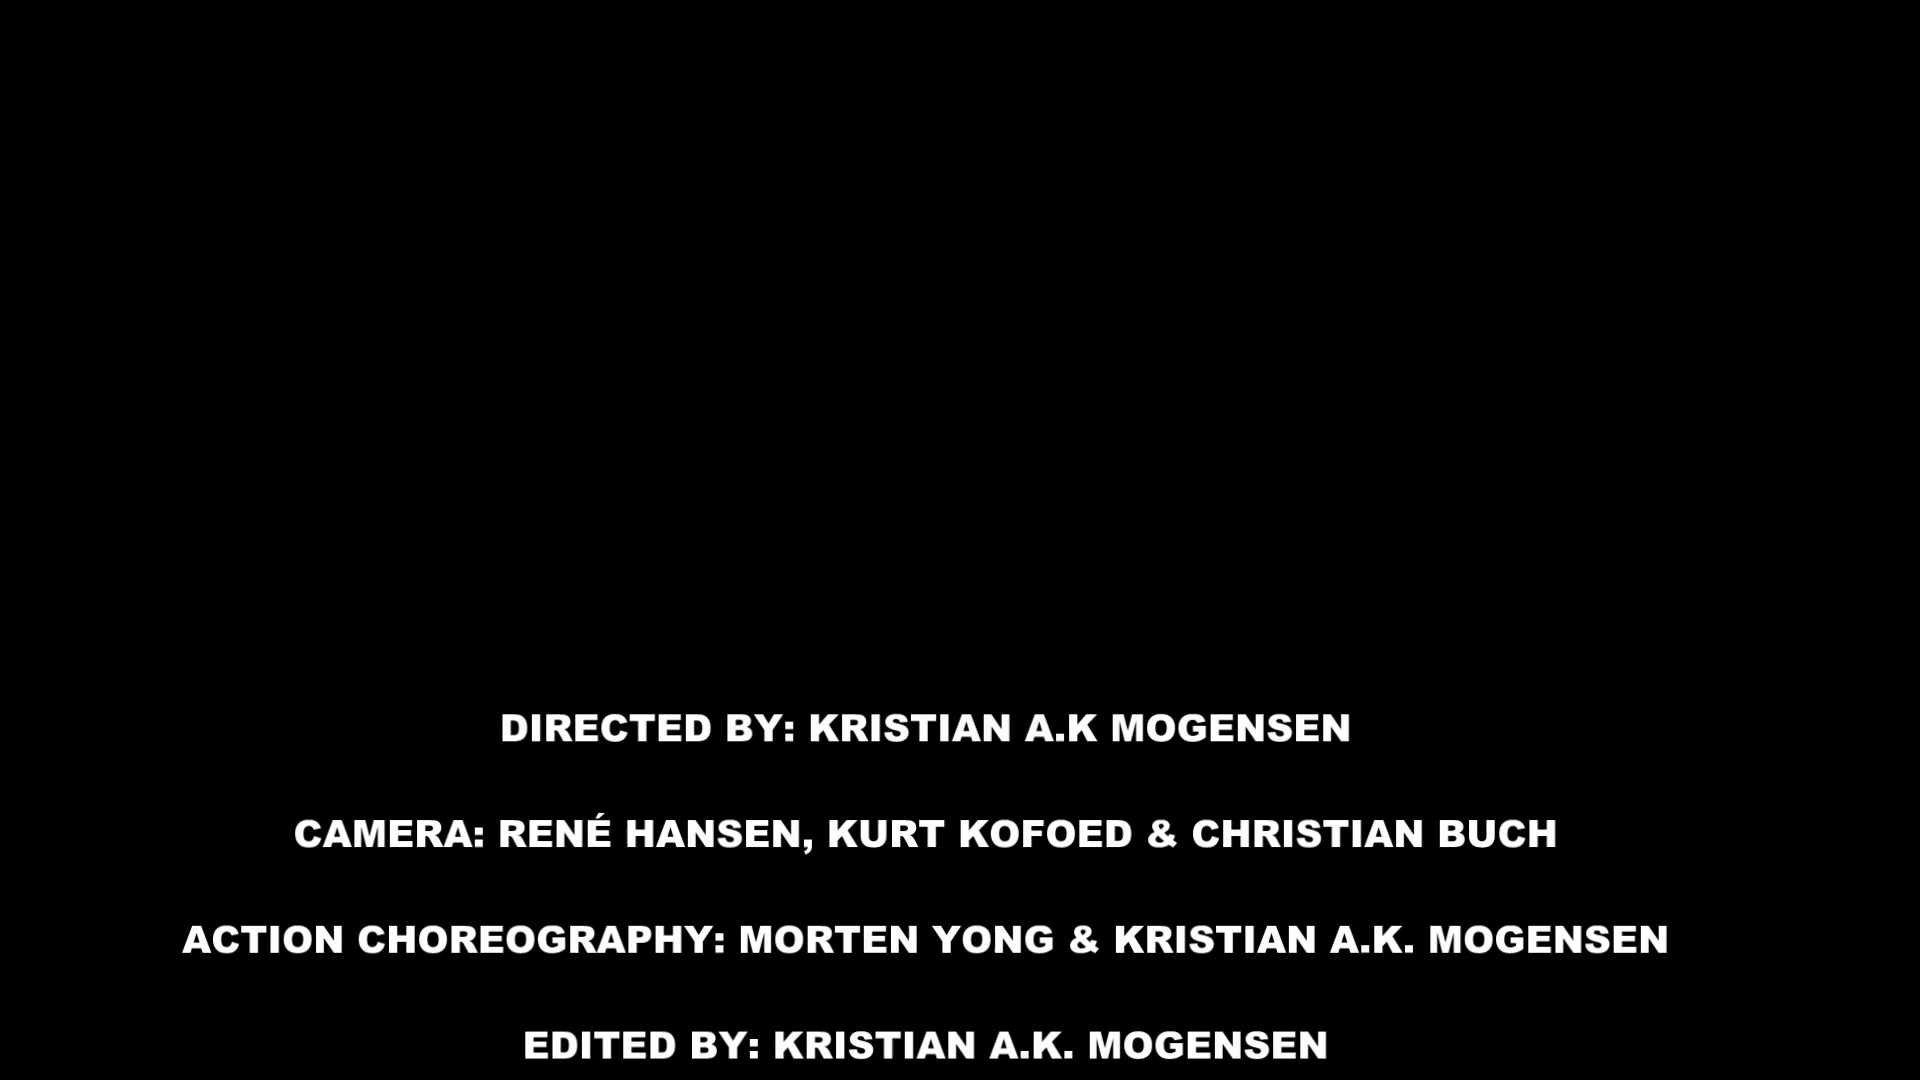 DIRECTED BY: KRISTIAN A.K MOGENSEN
CAMERA: RENÉ HANSEN, KURT KOFOED & CHRISTIAN BUCH
ACTION CHOREOGRAPHY: MORTEN YONG & KRISTIAN A.K. MOGENSEN
EDITED BY: KRISTIAN A.K. MOGENSEN